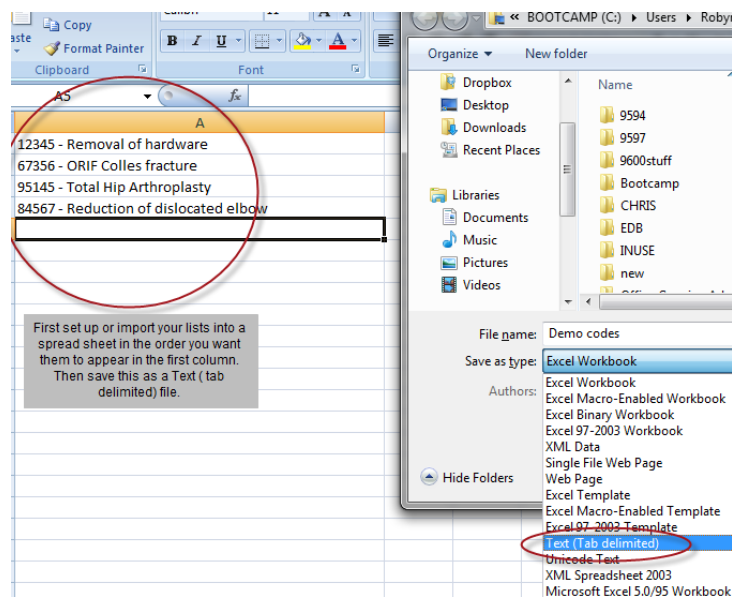 Copy
Format Painter
Clipboard
B I U
A
Font
A5
fx
A
12345 - Removal of hardware
67356 - ORIF Colles fracture
95145 - Total Hip Arthroplasty
84567 - Reduction of dislocated elbow
First set up or import your lists into a
spread sheet in the order you want
them to appear in the first column.
Then save this as a Text ( tab
delimited) file.
« BOOTCAMP (C:) Users
Organize
New folder
Dropbox
Desktop
Downloads
Recent Places
Libraries
Documents
Music
Pictures
Videos
Name
9594
9597
9600stuff
Bootcamp
CHRIS
EDB
INUSE
new
File name: Demo codes
Save as type: Excel Workbook
Authors:
Hide Folders
Excel Workbook
Excel Macro-Enabled Workbook
Excel Binary Workbook
Excel 97-2003 Workbook
XML Data
Single File Web Page
Web Page
Excel Template
Excel Macro-Enabled Template
Excel 97-2003 Template
Text (Tab delimited)
Unicode Text
XML Spreadsheet 2003
Microsoft Excel 5.0/95 Workbook